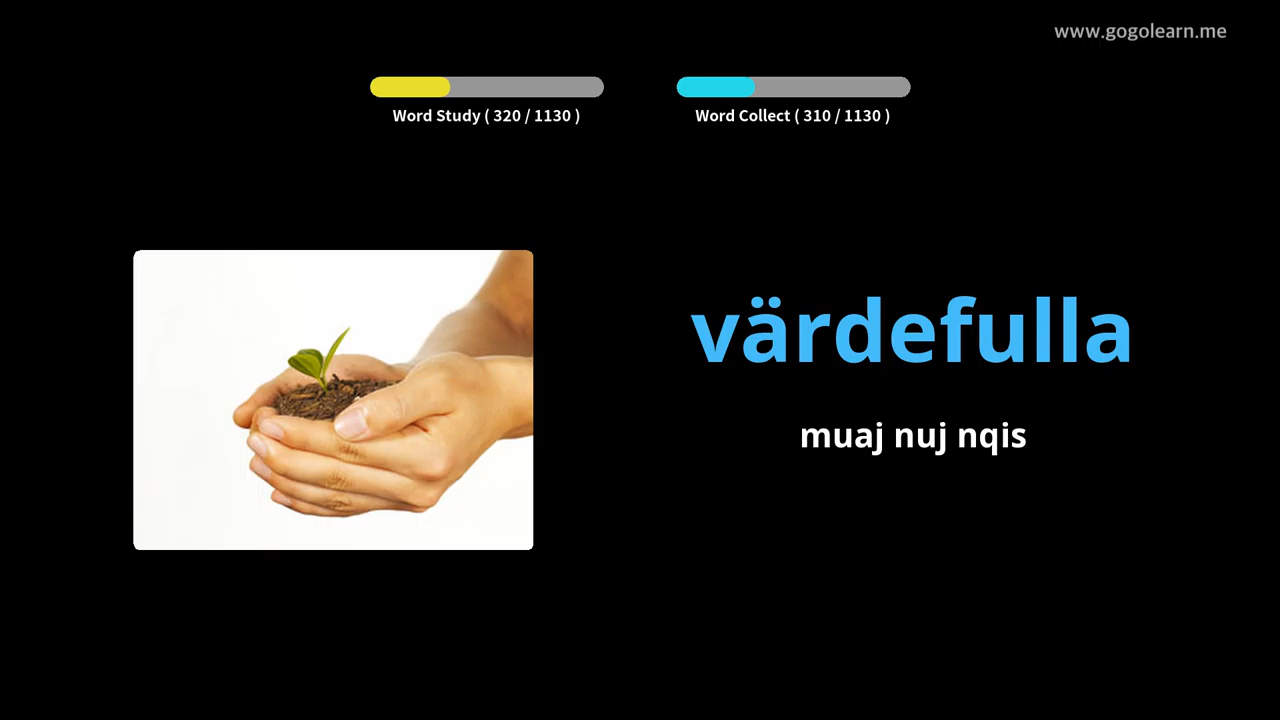 www.gogolearn.me
Word Study ( 320 / 1130 )
Word Collect ( 310 / 1130 )
värdefulla
muaj nuj nqis